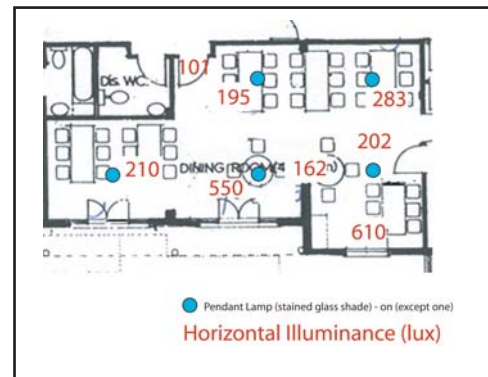 101
Dis. WC.
195
283
202
210
DINING ROOM
162
550
610
Pendant Lamp (stained glass shade) - on (except one)
Horizontal Illuminance (lux)